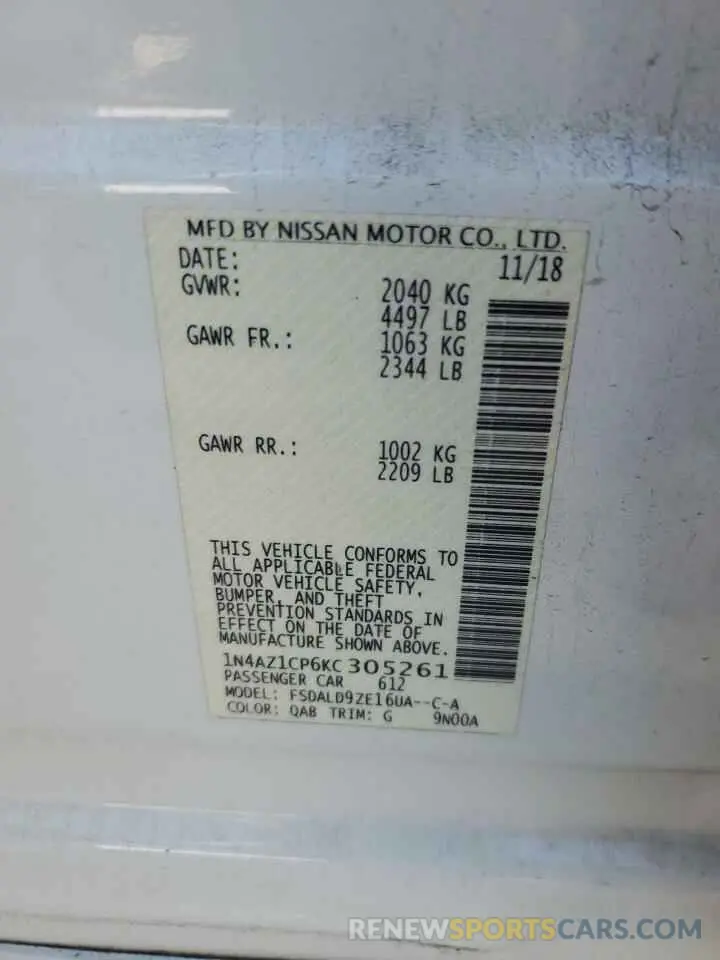 MFD BY NISSAN MOTOR CO., LTD.
DATE: 11/18
GVWR: 2040 KG
4497 LB
GAWR FR.: 1063 KG
2344 LB
GAWR RR.: 1002 KG
2209 LB
THIS VEHICLE CONFORMS TO
ALL APPLICABLE FEDERAL
MOTOR VEHICLE SAFETY,
BUMPER, AND THEFT
PREVENTION STANDARDS IN
EFFECT ON THE DATE OF
MANUFACTURE SHOWN ABOVE.
1N4AZ1CP6KC305261
PASSENGER CAR 612
MODEL: FSDALD9ZE16UA--C-A
COLOR: QAB TRIM: G 9N00A
RENEWSPORTSCARS.COM